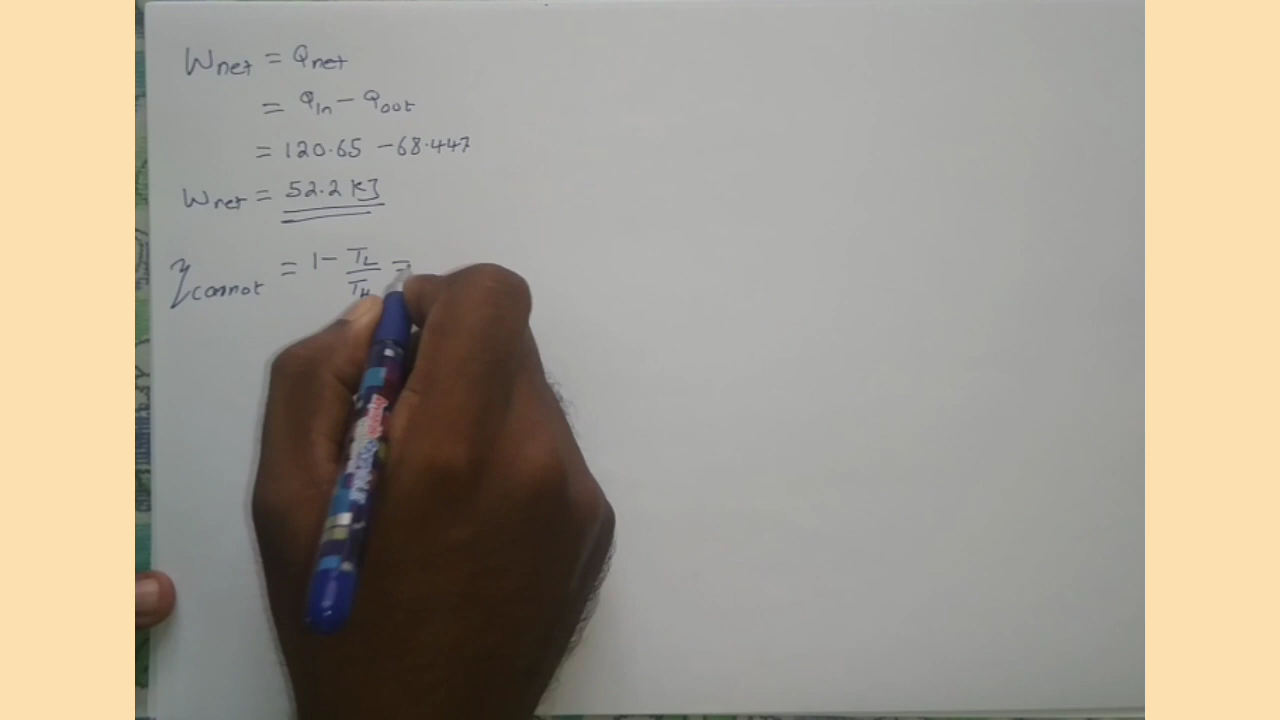 Wnet = Qnet
= Qin - Qout
= 120.65 - 68.447
Wnet = 52.2 KJ
ηcarnot = 1 - TL/TH =